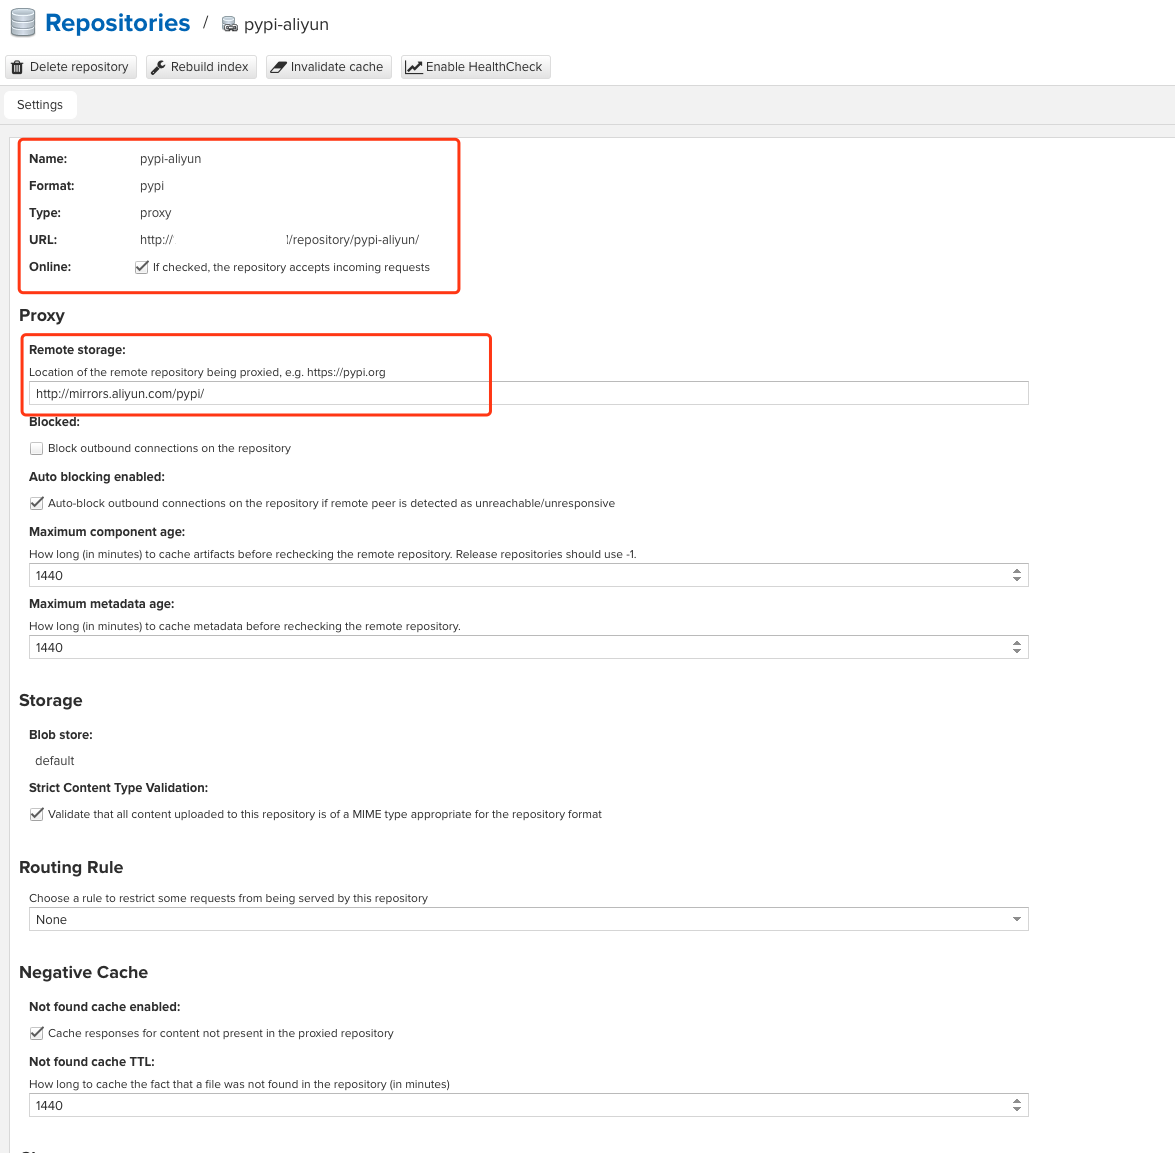 Repositories / pypi-aliyun
Delete repository Rebuild index Invalidate cache Enable HealthCheck
Settings
Name: pypi-aliyun
Format: pypi
Type: proxy
URL: http:// /repository/pypi-aliyun/
Online: If checked, the repository accepts incoming requests
Proxy
Remote storage:
Location of the remote repository being proxied, e.g. https://pypi.org
http://mirrors.aliyun.com/pypi/
Blocked:
Block outbound connections on the repository
Auto blocking enabled:
Auto-block outbound connections on the repository if remote peer is detected as unreachable/unresponsive
Maximum component age:
How long (in minutes) to cache artifacts before rechecking the remote repository. Release repositories should use -1.
1440
Maximum metadata age:
How long (in minutes) to cache metadata before rechecking the remote repository.
1440
Storage
Blob store:
default
Strict Content Type Validation:
Validate that all content uploaded to this repository is of a MIME type appropriate for the repository format
Routing Rule
Choose a rule to restrict some requests from being served by this repository
None
Negative Cache
Not found cache enabled:
Cache responses for content not present in the proxied repository
Not found cache TTL:
How long to cache the fact that a file was not found in the repository (in minutes)
1440